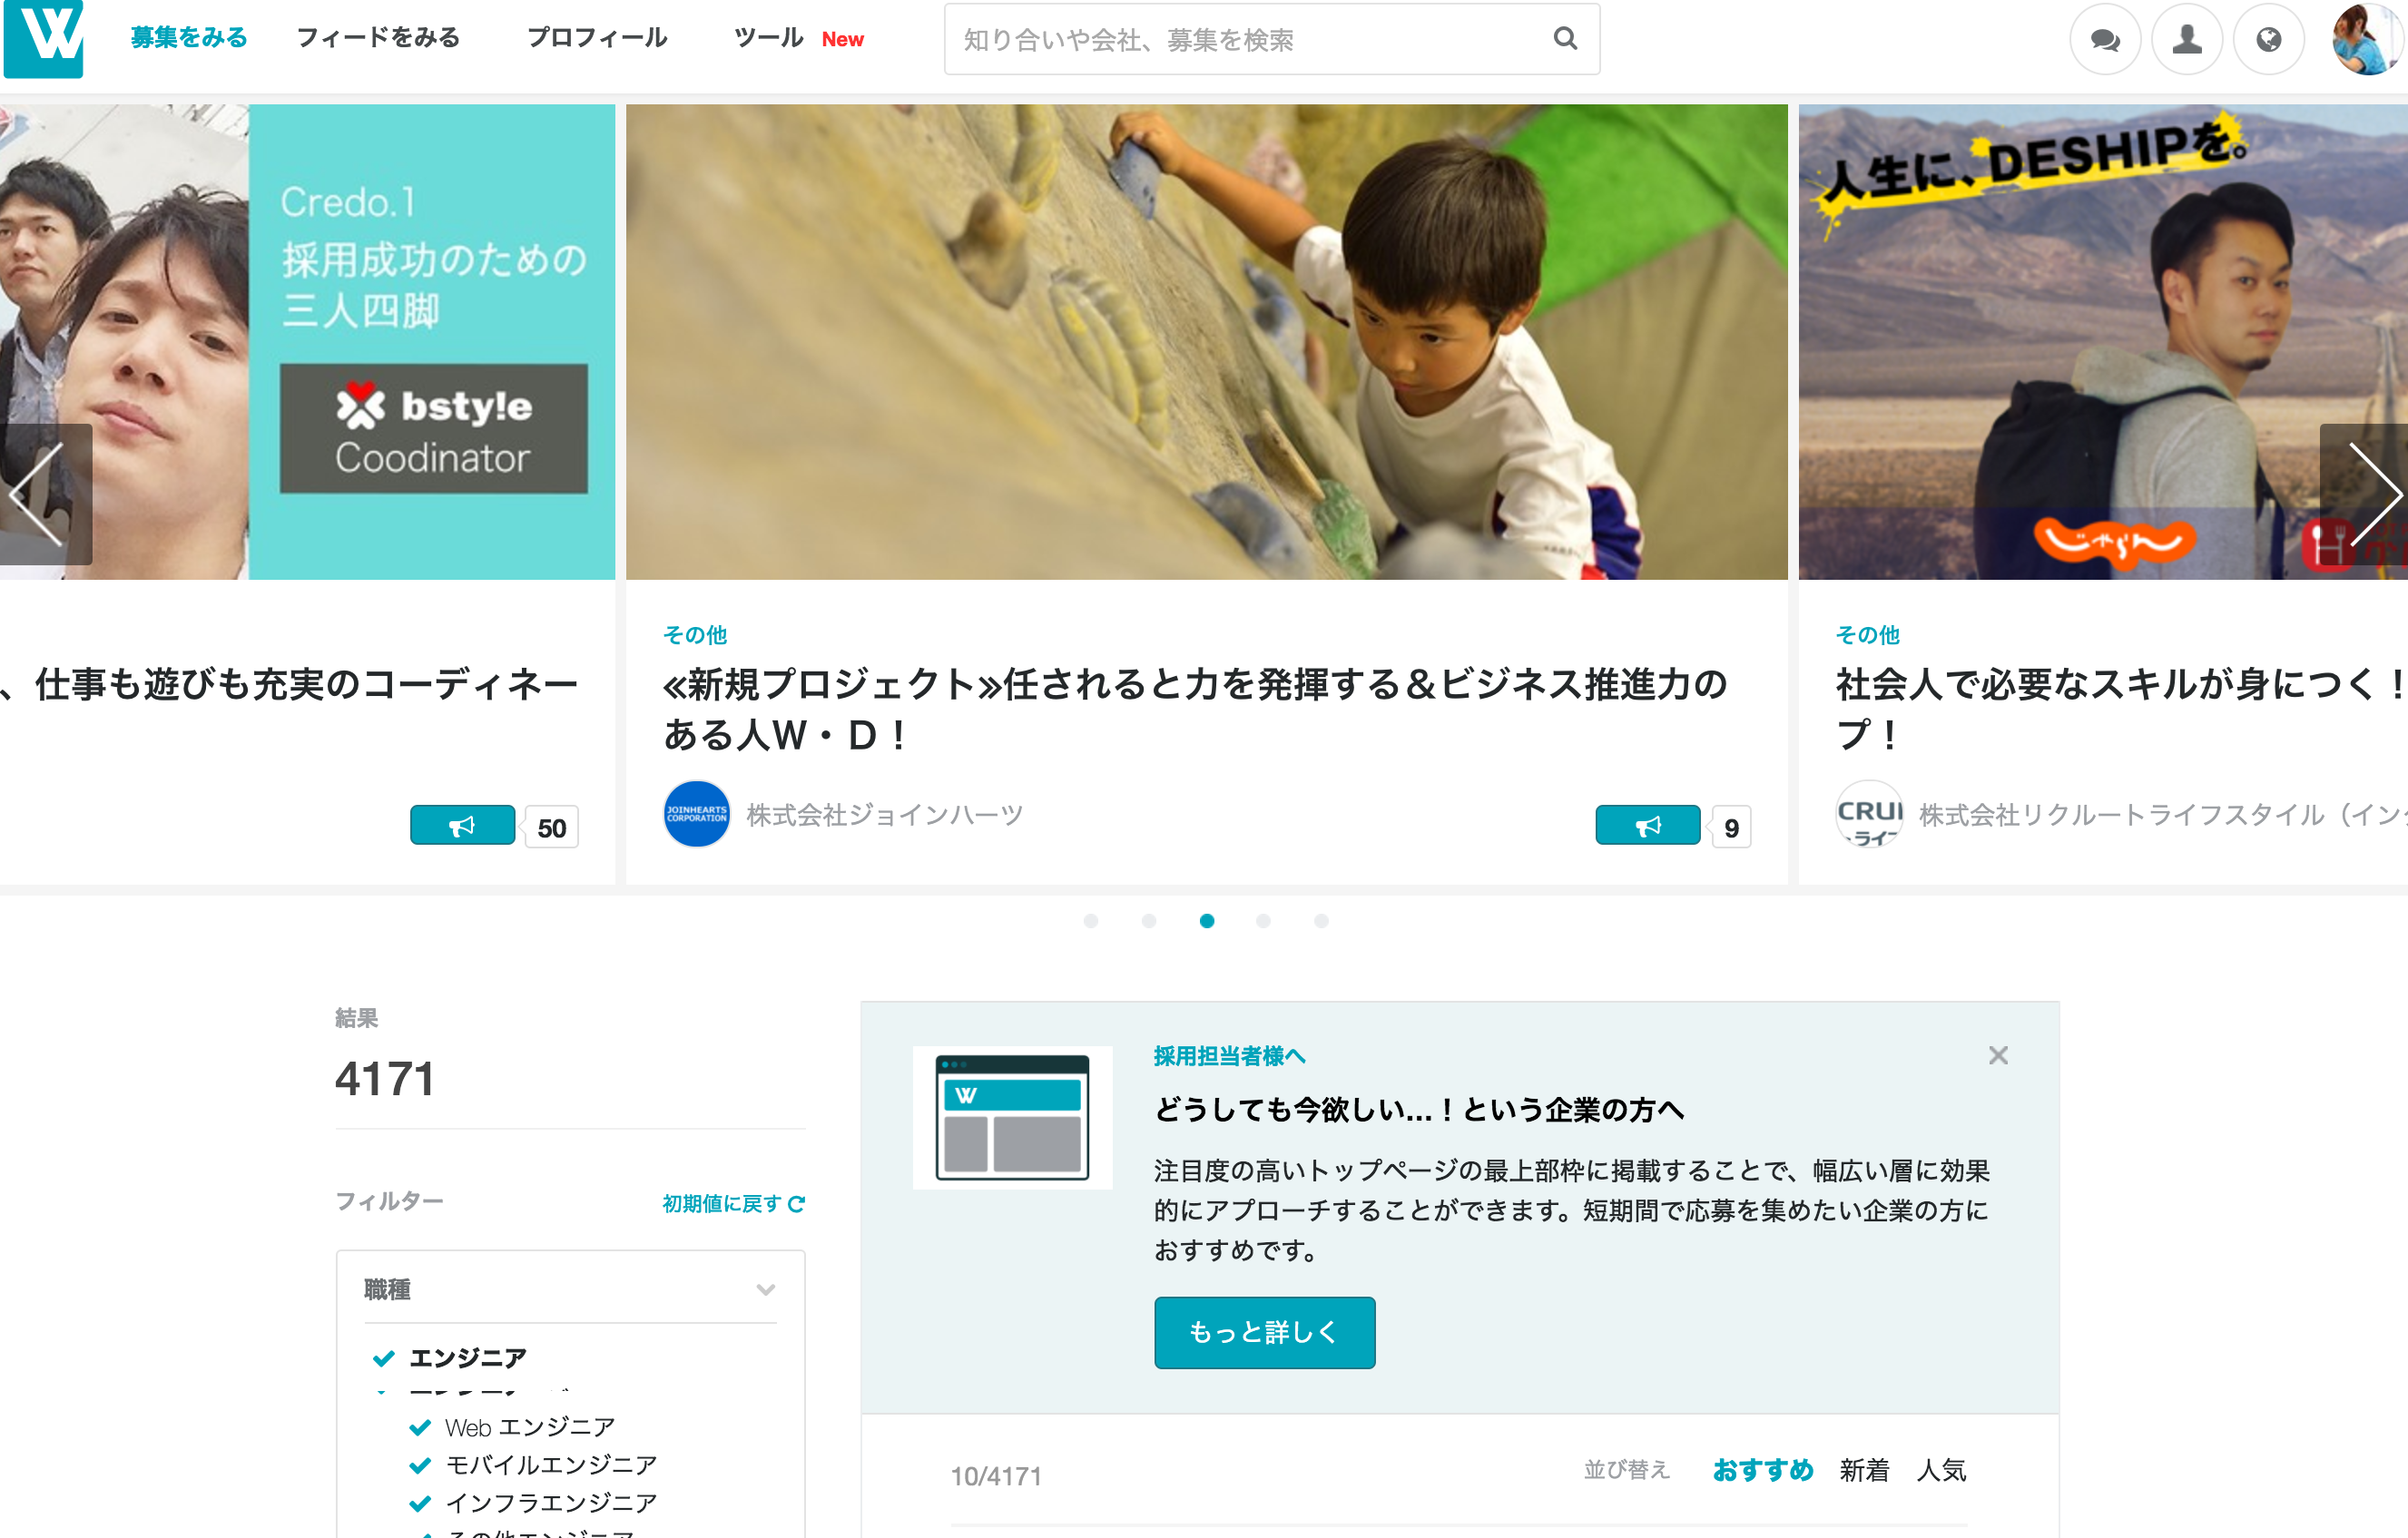 W
募集をみる
フィードをみる
プロフィール
ツール New
知り合いや会社、募集を検索
Credo.1
採用成功のための
三人四脚
bsty!e
Coodinator
人生に、DESHIPを。
じゃらん
、仕事も遊びも充実のコーディネー
50
その他
≪新規プロジェクト≫任されると力を発揮する＆ビジネス推進力の
ある人W・D！
JOINHEARTS
CORPORATION
株式会社ジョインハーツ
9
その他
社会人で必要なスキルが身につく！
プ！
CRUI
株式会社リクルートライフスタイル（イン
結果
4171
フィルター
初期値に戻す
職種
エンジニア
Web エンジニア
モバイルエンジニア
インフラエンジニア
その他エンジニア
W
採用担当者様へ
どうしても今欲しい...！という企業の方へ
注目度の高いトップページの最上部枠に掲載することで、幅広い層に効果
的にアプローチすることができます。短期間で応募を集めたい企業の方に
おすすめです。
もっと詳しく
10/4171
並び替え おすすめ 新着 人気